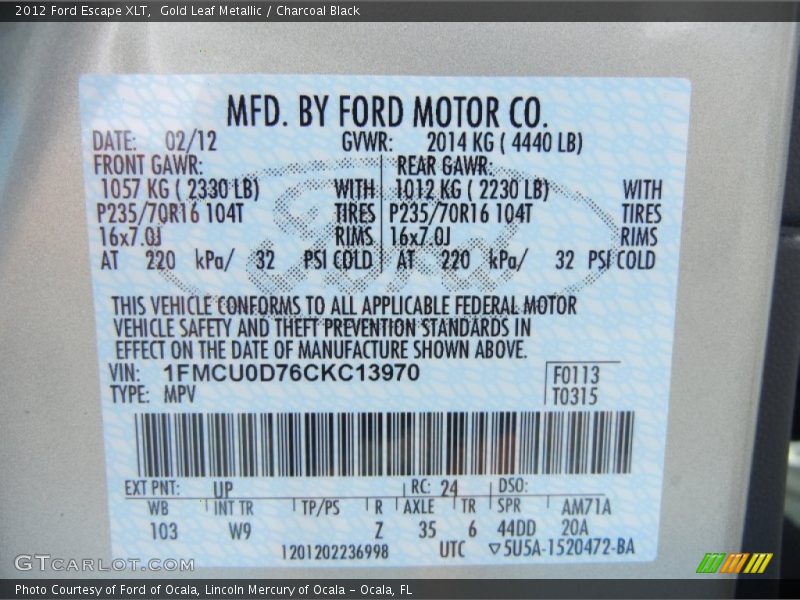 2012 Ford Escape XLT,  Gold Leaf Metallic / Charcoal Black
MFD. BY FORD MOTOR CO.
DATE: 02/12 GVWR: 2014 KG ( 4440 LB)
FRONT GAWR: REAR GAWR:
1057 KG ( 2330 LB) WITH 1012 KG ( 2230 LB) WITH
P235/70R16 104T TIRES P235/70R16 104T TIRES
16x7.0J RIMS 16x7.0J RIMS
AT 220 kPa/ 32 PSI COLD AT 220 kPa/ 32 PSI COLD
Ford
THIS VEHICLE CONFORMS TO ALL APPLICABLE FEDERAL MOTOR
VEHICLE SAFETY AND THEFT PREVENTION STANDARDS IN
EFFECT ON THE DATE OF MANUFACTURE SHOWN ABOVE.
VIN: 1FMCU0D76CKC13970 F0113
TYPE: MPV T0315
EXT PNT: UP RC: 24 DSO:
WB INT TR TP/PS R AXLE TR SPR AM71A
103 W9 Z 35 6 44DD 20A
1201202236998 UTC ▽5U5A-1520472-BA
GTCARLOT.COM
Photo Courtesy of Ford of Ocala, Lincoln Mercury of Ocala – Ocala, FL